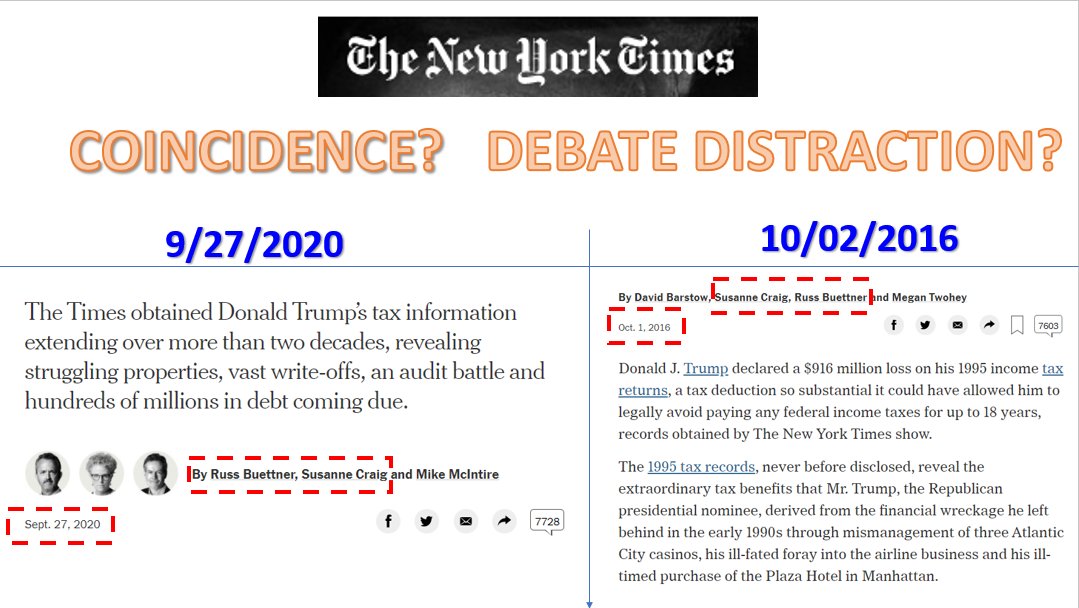 The New York Times
COINCIDENCE? DEBATE DISTRACTION?
9/27/2020
The Times obtained Donald Trump's tax information
extending over more than two decades, revealing
struggling properties, vast write-offs, an audit battle and
hundreds of millions in debt coming due.
By Russ Buettner, Susanne Craig and Mike McIntire
Sept. 27, 2020
7728
10/02/2016
By David Barstow, Susanne Craig, Russ Buettner and Megan Twohey
Oct. 1, 2016
7603
Donald J. Trump declared a $916 million loss on his 1995 income tax
returns, a tax deduction so substantial it could have allowed him to
legally avoid paying any federal income taxes for up to 18 years,
records obtained by The New York Times show.
The 1995 tax records, never before disclosed, reveal the
extraordinary tax benefits that Mr. Trump, the Republican
presidential nominee, derived from the financial wreckage he left
behind in the early 1990s through mismanagement of three Atlantic
City casinos, his ill-fated foray into the airline business and his ill-
timed purchase of the Plaza Hotel in Manhattan.